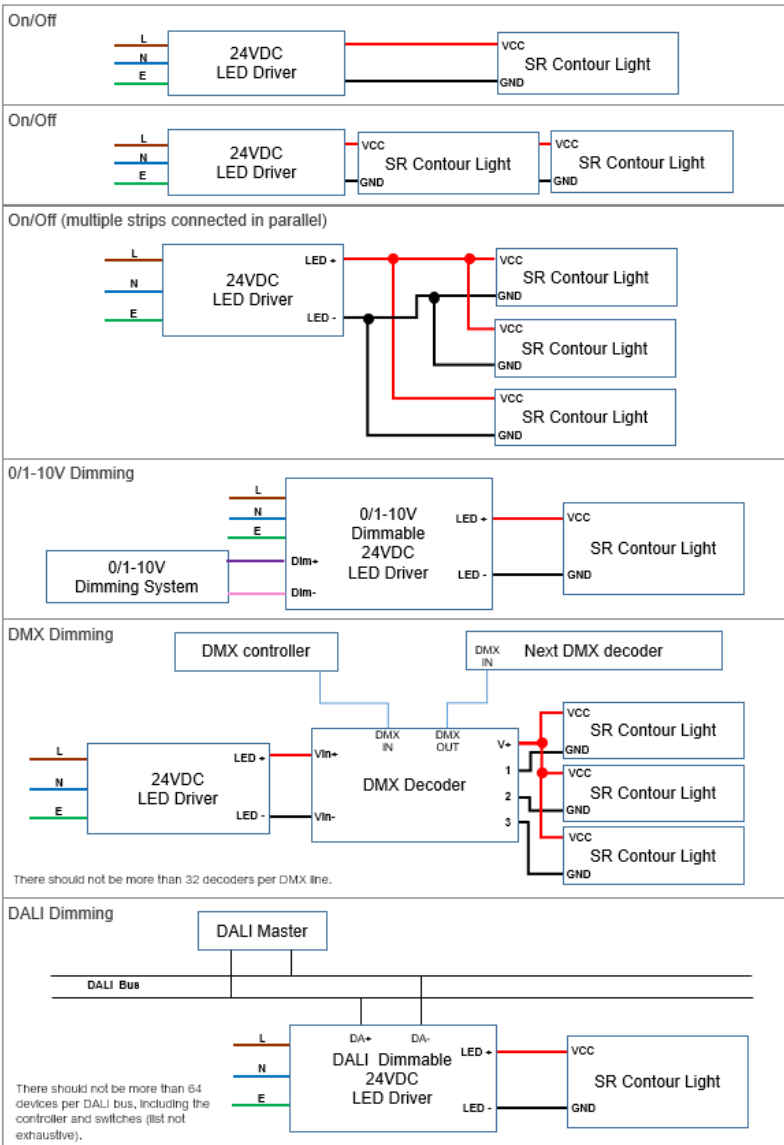 On/Off
L
N
E
24VDC
LED Driver
VCC
SR Contour Light
GND
On/Off
L
N
E
24VDC
LED Driver
VCC
SR Contour Light
GND
VCC
SR Contour Light
GND
On/Off (multiple strips connected in parallel)
L
N
E
24VDC
LED Driver
LED +
LED -
VCC
SR Contour Light
GND
VCC
SR Contour Light
GND
VCC
SR Contour Light
GND
0/1-10V Dimming
L
N
E
0/1-10V
Dimming System
Dim+
Dim-
0/1-10V
Dimmable
24VDC
LED Driver
LED +
LED -
VCC
SR Contour Light
GND
DMX Dimming
DMX controller
DMX
IN
Next DMX decoder
L
N
E
24VDC
LED Driver
LED +
LED -
Vin+
Vin-
DMX
IN
DMX
OUT
DMX Decoder
V+
1
2
3
VCC
SR Contour Light
GND
VCC
SR Contour Light
GND
VCC
SR Contour Light
GND
There should not be more than 32 decoders per DMX line.
DALI Dimming
DALI Master
DALI Bus
L
N
E
DA+
DA-
DALI Dimmable
24VDC
LED Driver
LED +
LED -
VCC
SR Contour Light
GND
There should not be more than 64
devices per DALI bus, including the
controller and switches (list not
exhaustive).